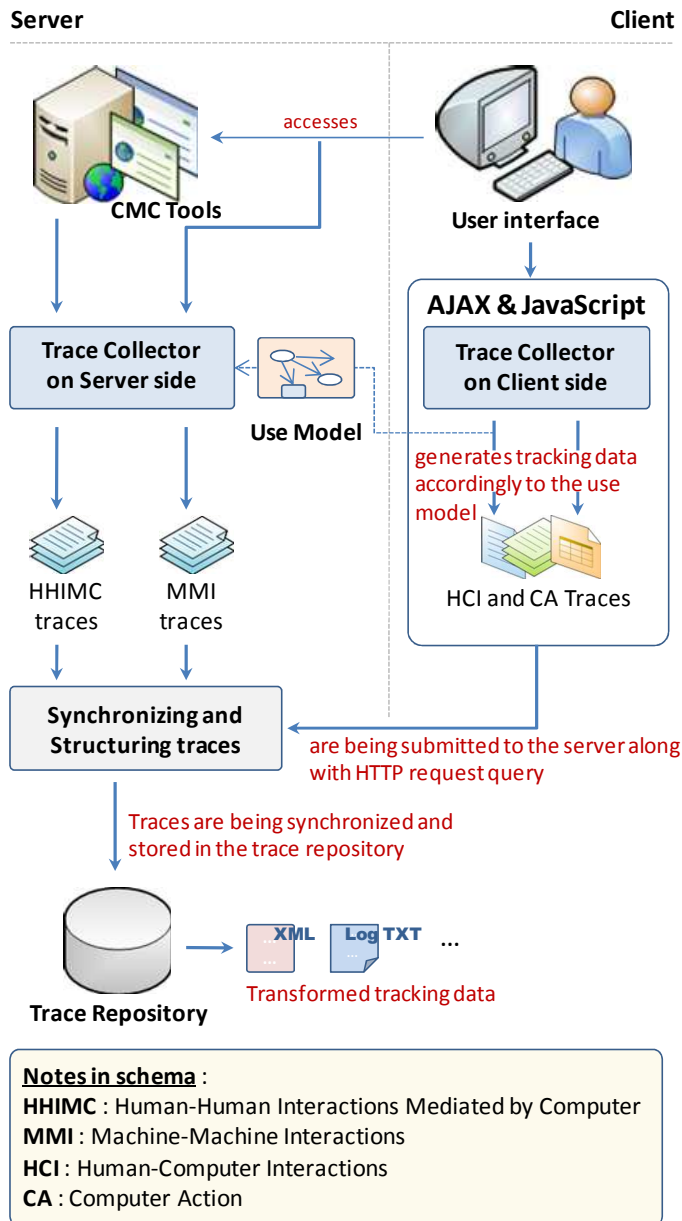 Server
Client
accesses
CMC Tools
User interface
AJAX & JavaScript
Trace Collector
on Server side
Trace Collector
on Client side
Use Model
generates tracking data
accordingly to the use
model
HHIMC
traces
MMI
traces
HCI and CA Traces
Synchronizing and
Structuring traces
are being submitted to the server along
with HTTP request query
Traces are being synchronized and
stored in the trace repository
XML
...
...
Log TXT
...
...
Transformed tracking data
Trace Repository
Notes in schema :
HHIMC : Human-Human Interactions Mediated by Computer
MMI : Machine-Machine Interactions
HCI : Human-Computer Interactions
CA : Computer Action